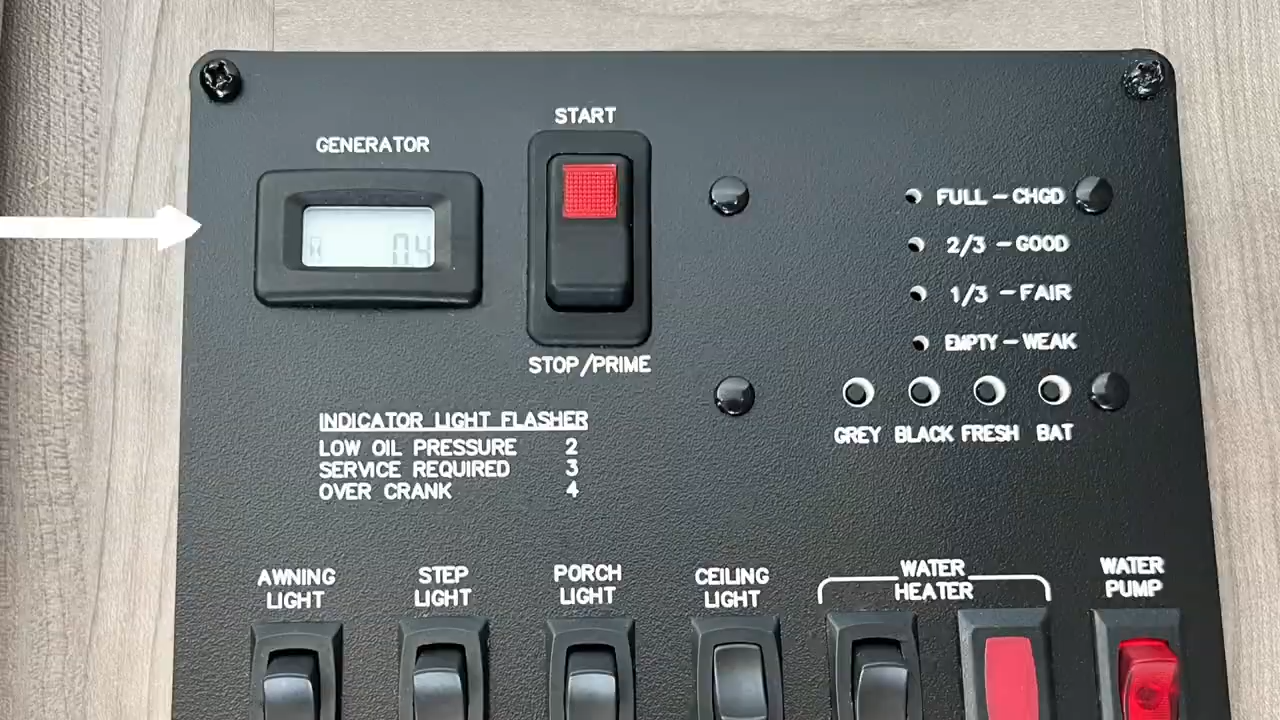 START
GENERATOR
0.4
STOP/PRIME
FULL – CHGD
2/3 – GOOD
1/3 – FAIR
EMPTY – WEAK
GREY BLACK FRESH BAT
INDICATOR LIGHT FLASHER
LOW OIL PRESSURE 2
SERVICE REQUIRED 3
OVER CRANK 4
AWNING LIGHT
STEP LIGHT
PORCH LIGHT
CEILING LIGHT
WATER HEATER
WATER PUMP